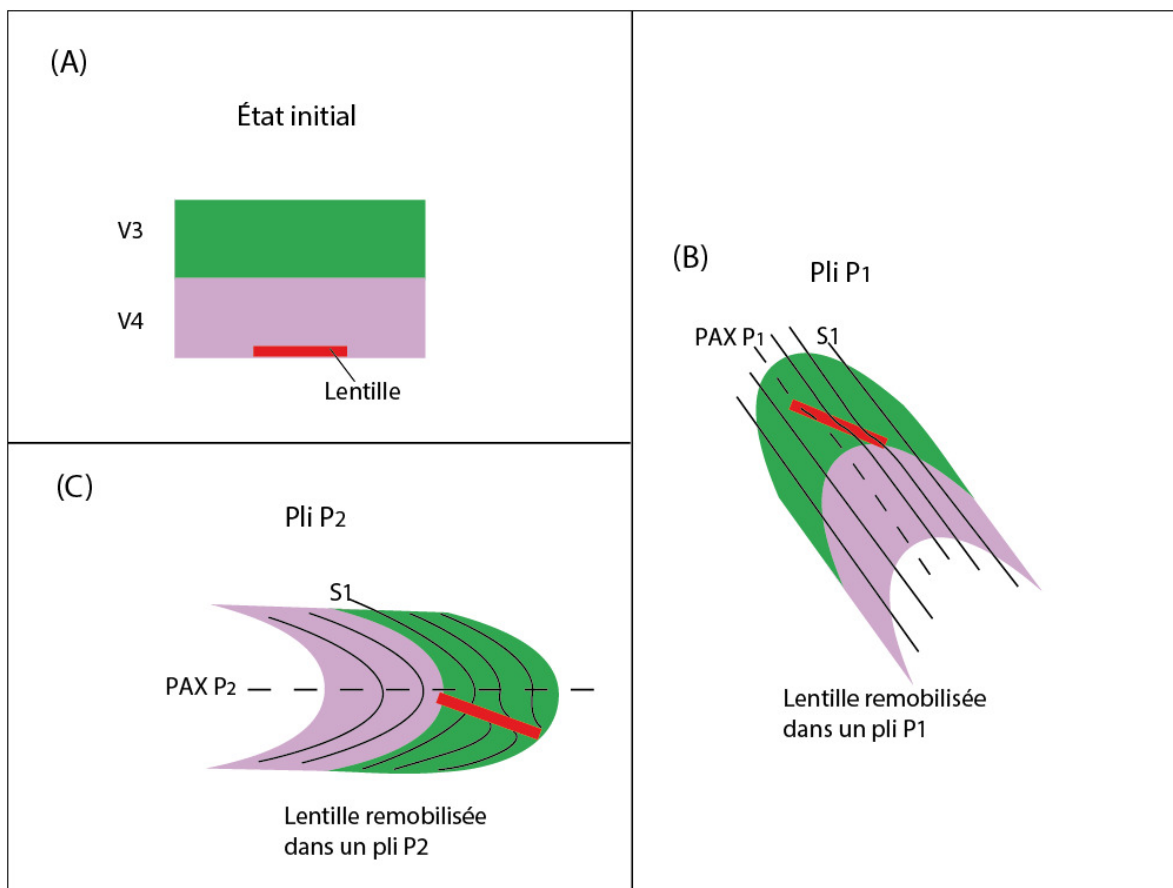 (A)
État initial
V3
V4
Lentille
(B)
Pli P1
PAX P1
S1
Lentille remobilisée
dans un pli P1
(C)
Pli P2
S1
PAX P2
Lentille remobilisée
dans un pli P2